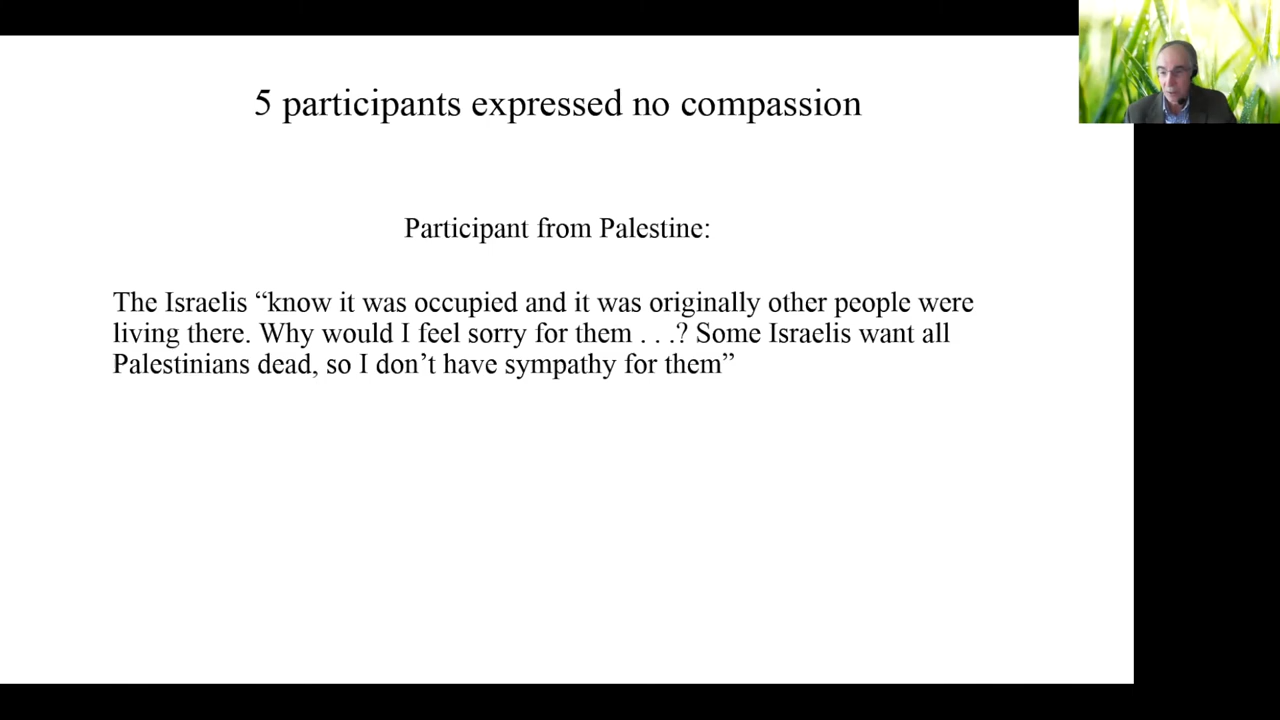 5 participants expressed no compassion
Participant from Palestine:
The Israelis “know it was occupied and it was originally other people were
living there. Why would I feel sorry for them . . .? Some Israelis want all
Palestinians dead, so I don’t have sympathy for them”